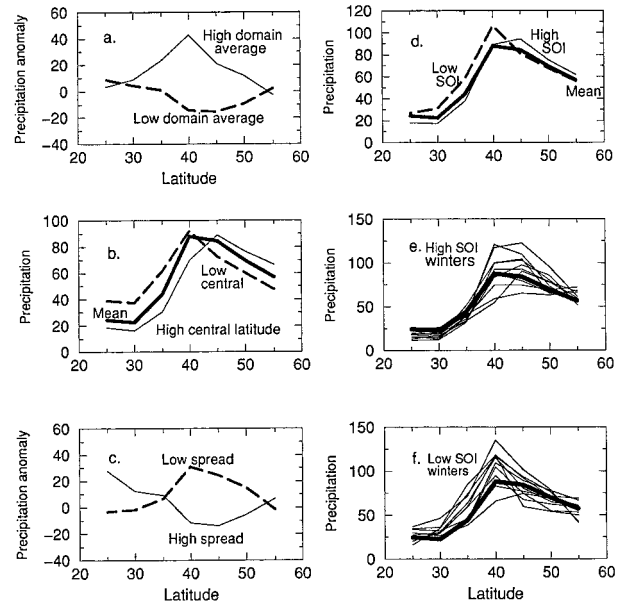 Precipitation anomaly
60
40
20
0
−20
−40
a.
High domain
average
Low domain average
20 30 40 50 60
Latitude
Precipitation
100
80
60
40
20
0
b.
Mean
Low
central
High central latitude
20 30 40 50 60
Precipitation anomaly
60
40
20
0
−20
−40
c.
Low spread
High spread
20 30 40 50 60
Latitude
Precipitation
120
100
80
60
40
20
0
d.
High
SOI
Low
SOI
Mean
20 30 40 50 60
Precipitation
150
100
50
25
0
e. High SOI
winters
20 30 40 50 60
Precipitation
150
100
50
25
0
f. Low SOI
winters
20 30 40 50 60
Latitude